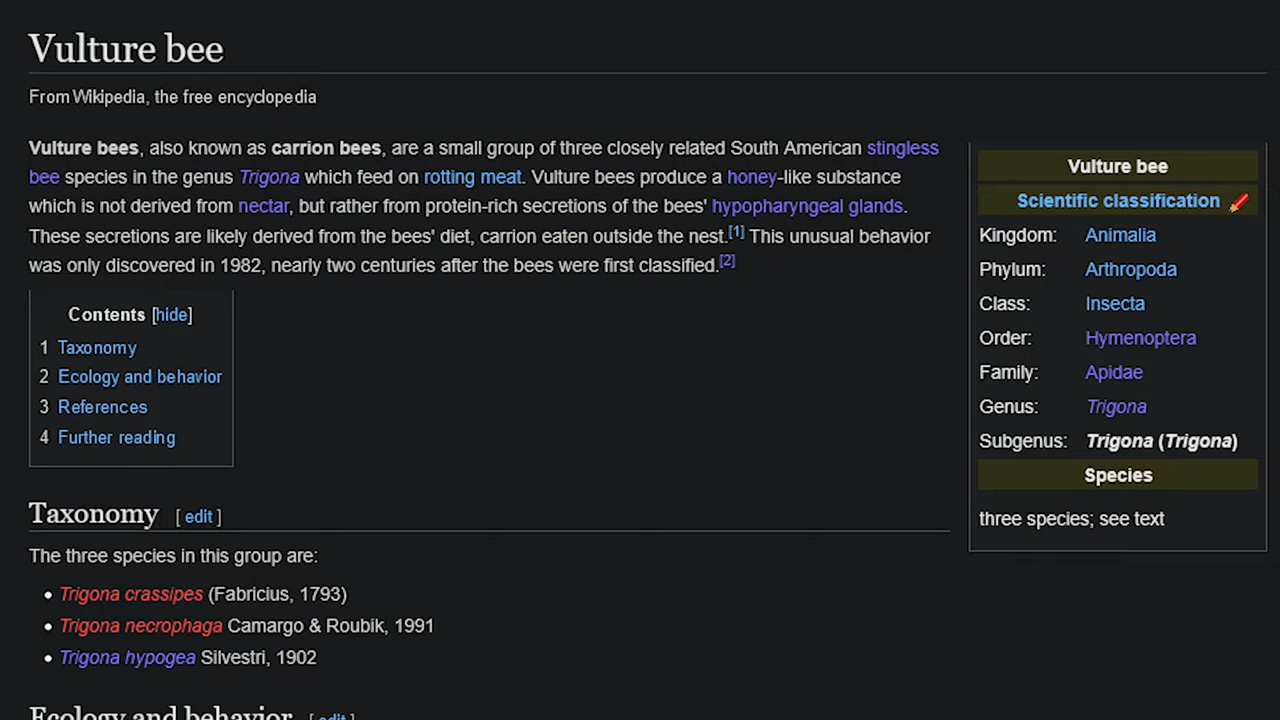 Vulture bee
From Wikipedia, the free encyclopedia
Vulture bees, also known as carrion bees, are a small group of three closely related South American stingless
bee species in the genus Trigona which feed on rotting meat. Vulture bees produce a honey-like substance
which is not derived from nectar, but rather from protein-rich secretions of the bees' hypopharyngeal glands.
These secretions are likely derived from the bees' diet, carrion eaten outside the nest.[1] This unusual behavior
was only discovered in 1982, nearly two centuries after the bees were first classified.[2]
Contents [hide]
1 Taxonomy
2 Ecology and behavior
3 References
4 Further reading
Vulture bee
Scientific classification
Kingdom: Animalia
Phylum: Arthropoda
Class: Insecta
Order: Hymenoptera
Family: Apidae
Genus: Trigona
Subgenus: Trigona (Trigona)
Species
three species; see text
Taxonomy [ edit ]
The three species in this group are:
• Trigona crassipes (Fabricius, 1793)
• Trigona necrophaga Camargo & Roubik, 1991
• Trigona hypogea Silvestri, 1902
Ecology and behavior [ edit ]